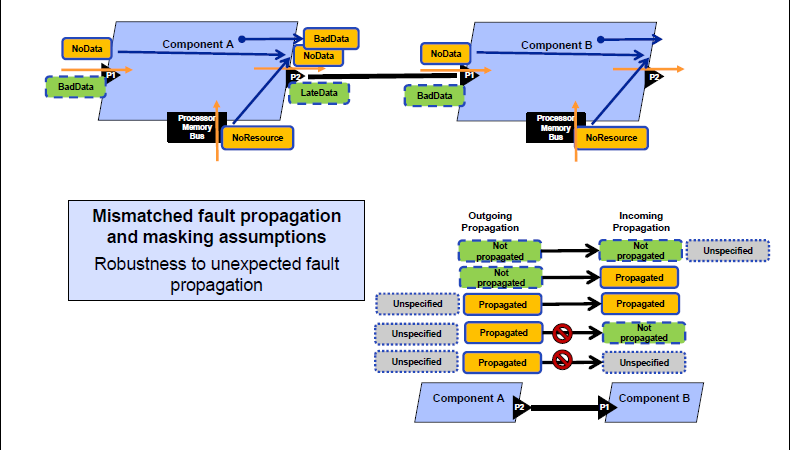 Component A
NoData
P1
BadData
BadData
NoData
P2
LateData
Processor
Memory
Bus
NoResource
Component B
NoData
P1
BadData
P2
Processor
Memory
Bus
NoResource
Mismatched fault propagation
and masking assumptions
Robustness to unexpected fault
propagation
Outgoing
Propagation
Incoming
Propagation
Not
propagated
Not
propagated
Unspecified
Not
propagated
Propagated
Unspecified
Propagated
Propagated
Unspecified
Propagated
Not
propagated
Unspecified
Propagated
Unspecified
Component A
P2
P1
Component B